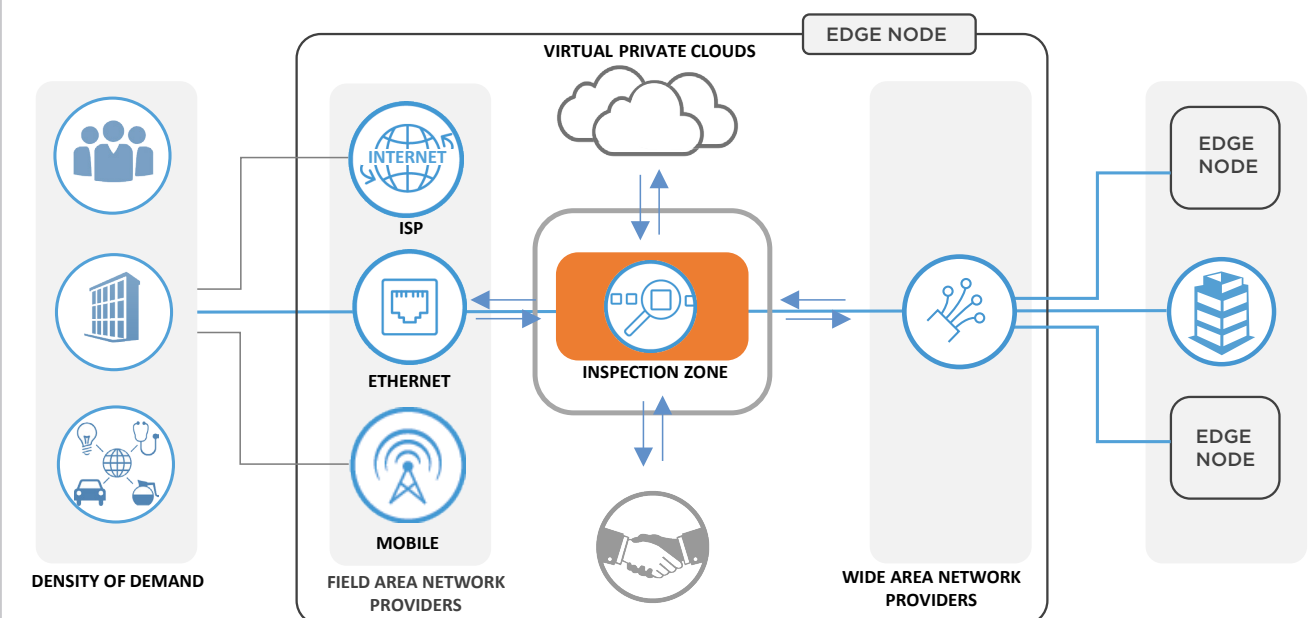 EDGE NODE
VIRTUAL PRIVATE CLOUDS
INTERNET
ISP
ETHERNET
MOBILE
INSPECTION ZONE
EDGE
NODE
EDGE
NODE
DENSITY OF DEMAND
FIELD AREA NETWORK
PROVIDERS
WIDE AREA NETWORK
PROVIDERS